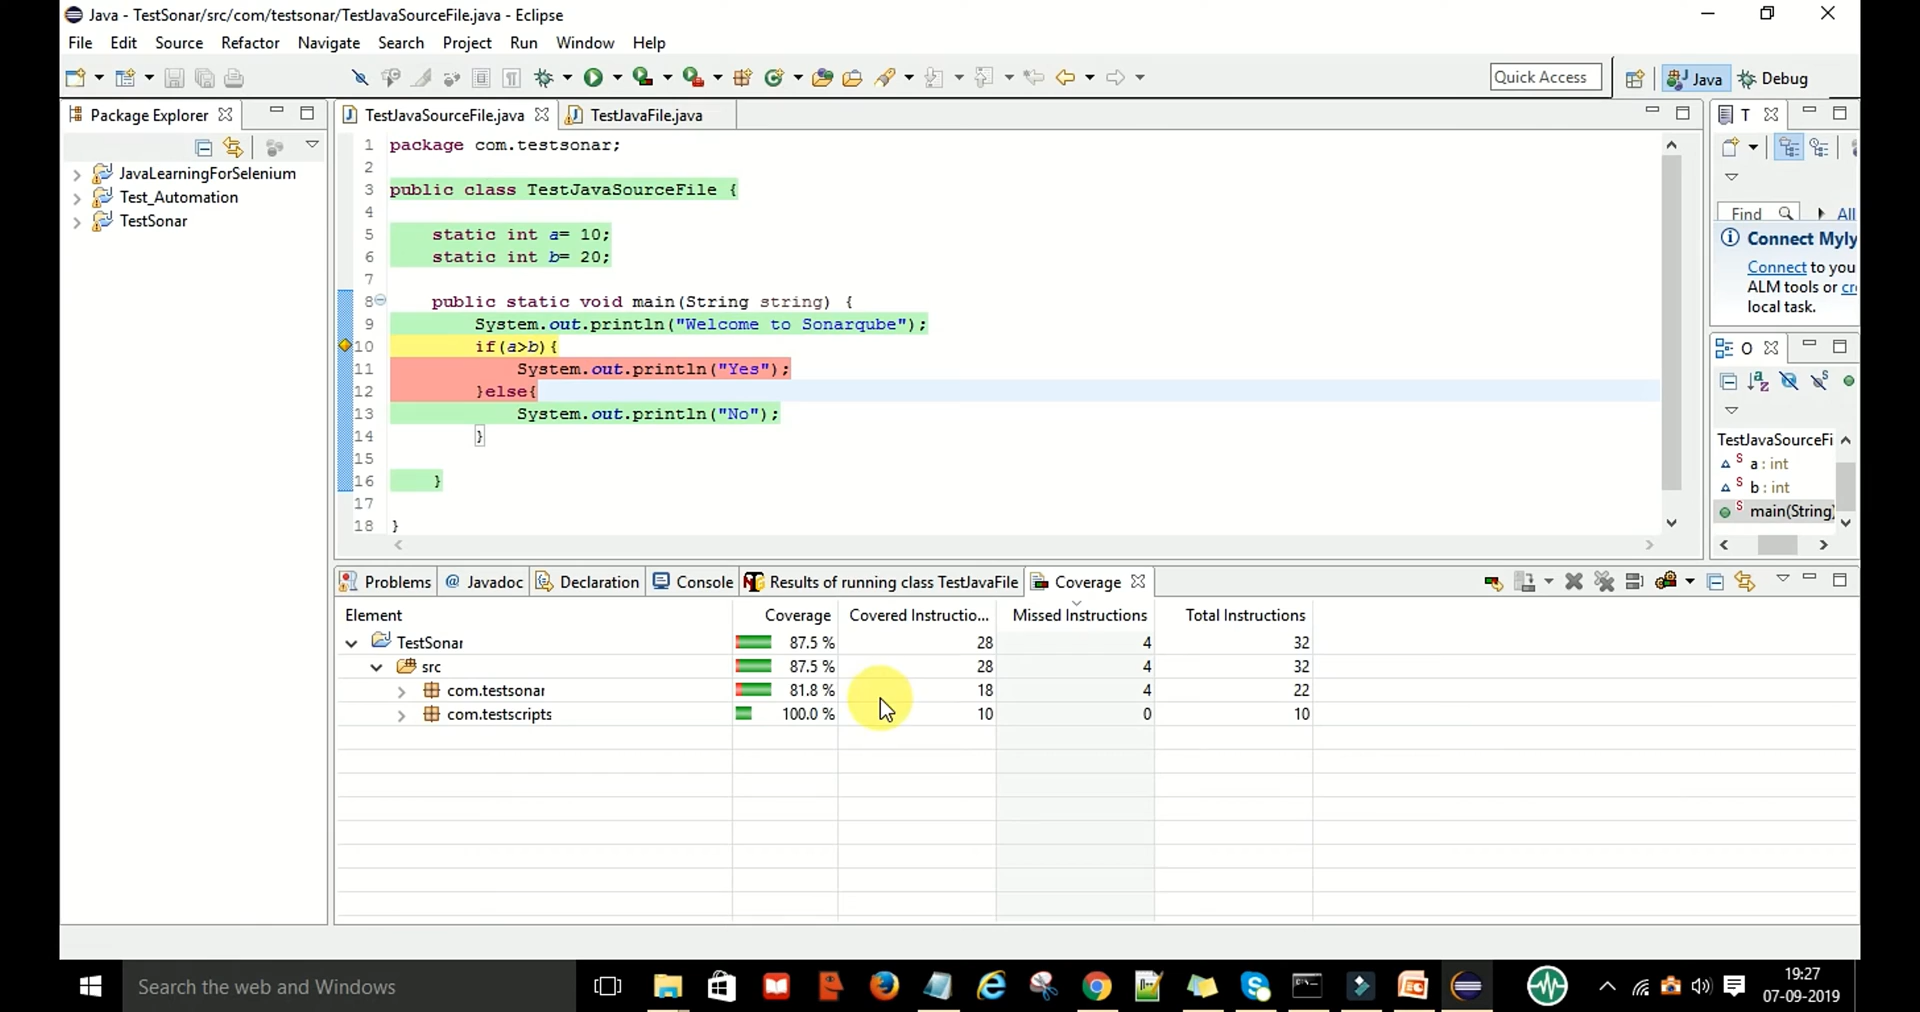 Java - TestSonar/src/com/testsonar/TestJavaSourceFile.java - Eclipse
File Edit Source Refactor Navigate Search Project Run Window Help
Quick Access Java Debug
Package Explorer
JavaLearningForSelenium
Test_Automation
TestSonar
TestJavaSourceFile.java TestJavaFile.java
1 package com.testsonar;
2
3 public class TestJavaSourceFile {
4
5 static int a= 10;
6 static int b= 20;
7
8 public static void main(String string) {
9 System.out.println("Welcome to Sonarqube");
10 if(a>b){
11 System.out.println("Yes");
12 }else{
13 System.out.println("No");
14 }
15
16 }
17
18 }
T
Find All
Connect Myly
Connect to you
ALM tools or cr
local task.
O
TestJavaSourceFi
S a : int
S b : int
S main(String)
Problems @ Javadoc Declaration Console Results of running class TestJavaFile Coverage
Element Coverage Covered Instructio... Missed Instructions Total Instructions
TestSonar 87.5 % 28 4 32
src 87.5 % 28 4 32
com.testsonar 81.8 % 18 4 22
com.testscripts 100.0 % 10 0 10
Search the web and Windows
19:27
07-09-2019